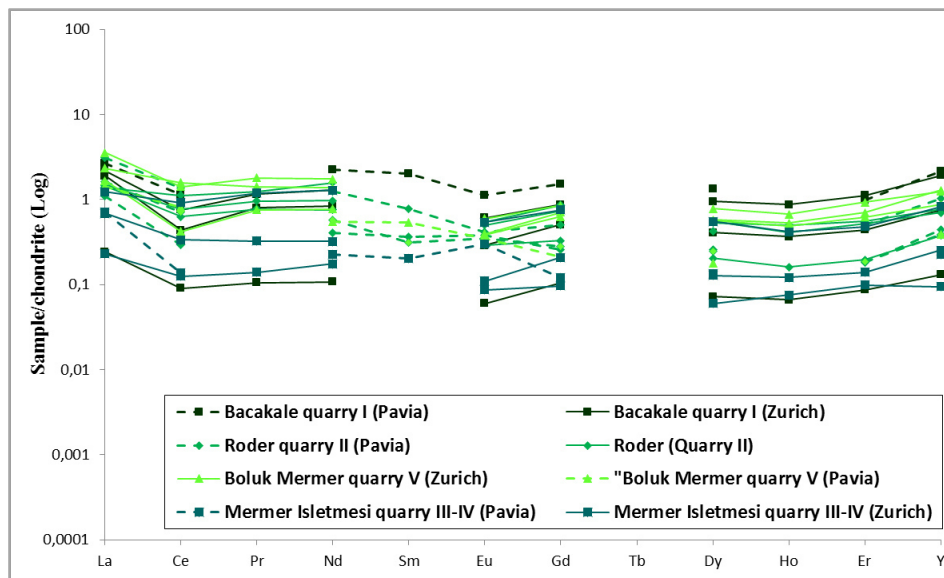 100
10
1
0,1
0,01
0,001
0,0001
Sample/chondrite (Log)
Bacakale quarry I (Pavia)
Bacakale quarry I (Zurich)
Roder quarry II (Pavia)
Roder (Quarry II)
Boluk Mermer quarry V (Zurich)
"Boluk Mermer quarry V (Pavia)
Mermer Isletmesi quarry III-IV (Pavia)
Mermer Isletmesi quarry III-IV (Zurich)
La Ce Pr Nd Sm Eu Gd Tb Dy Ho Er Y